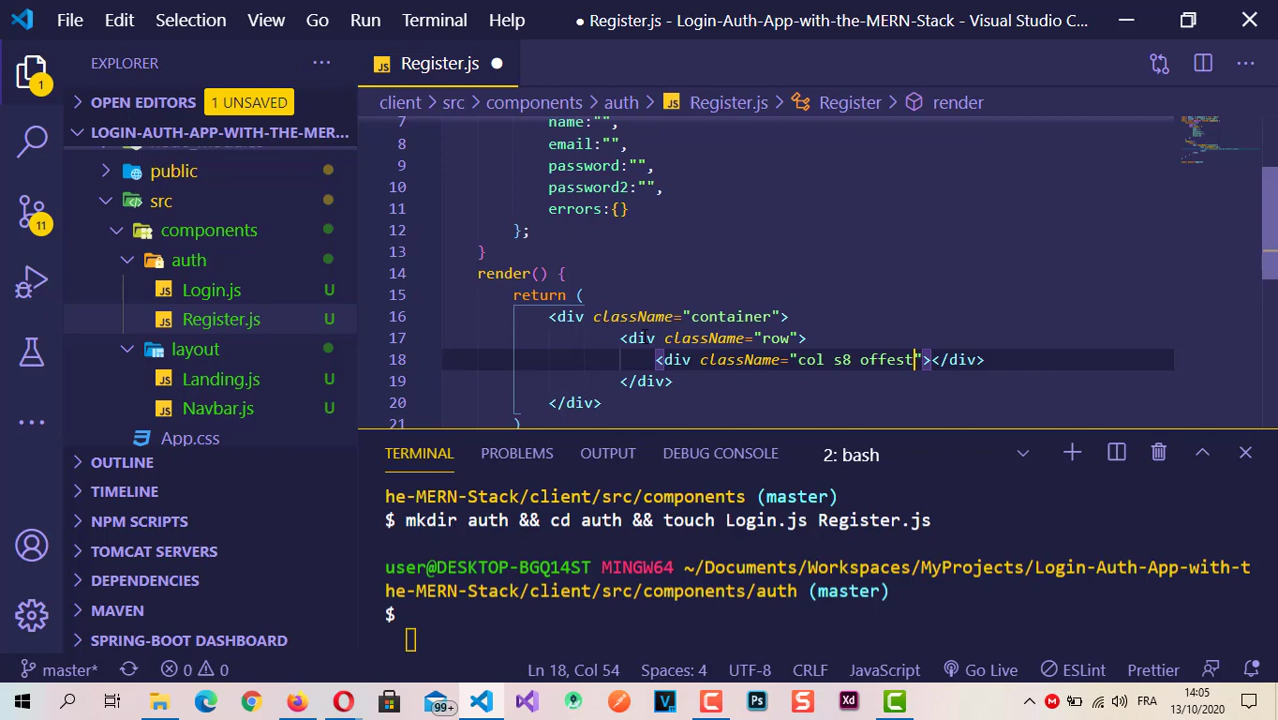 File Edit Selection View Go Run Terminal Help ● Register.js - Login-Auth-App-with-the-MERN-Stack - Visual Studio C...
EXPLORER ...
1
OPEN EDITORS 1 UNSAVED
LOGIN-AUTH-APP-WITH-THE-MER...
public
src
components
auth
Login.js U
Register.js U
layout
Landing.js U
Navbar.js U
App.css
OUTLINE
TIMELINE
NPM SCRIPTS
TOMCAT SERVERS
DEPENDENCIES
MAVEN
SPRING-BOOT DASHBOARD
11
JS Register.js ●
client > src > components > auth > JS Register.js > Register > render
7 name:"",
8 email:"",
9 password:"",
10 password2:"",
11 errors:{}
12 };
13 }
14 render() {
15 return (
16 <div className="container">
17 <div className="row">
18 <div className="col s8 offest"></div>
19 </div>
20 </div>
21 )
TERMINAL PROBLEMS OUTPUT DEBUG CONSOLE 2: bash
he-MERN-Stack/client/src/components (master)
$ mkdir auth && cd auth && touch Login.js Register.js
user@DESKTOP-BGQ14ST MINGW64 ~/Documents/Workspaces/MyProjects/Login-Auth-App-with-t
he-MERN-Stack/client/src/components/auth (master)
$
master* 0 0 Ln 18, Col 54 Spaces: 4 UTF-8 CRLF JavaScript Go Live ESLint Prettier
99+ FRA 14:05
13/10/2020